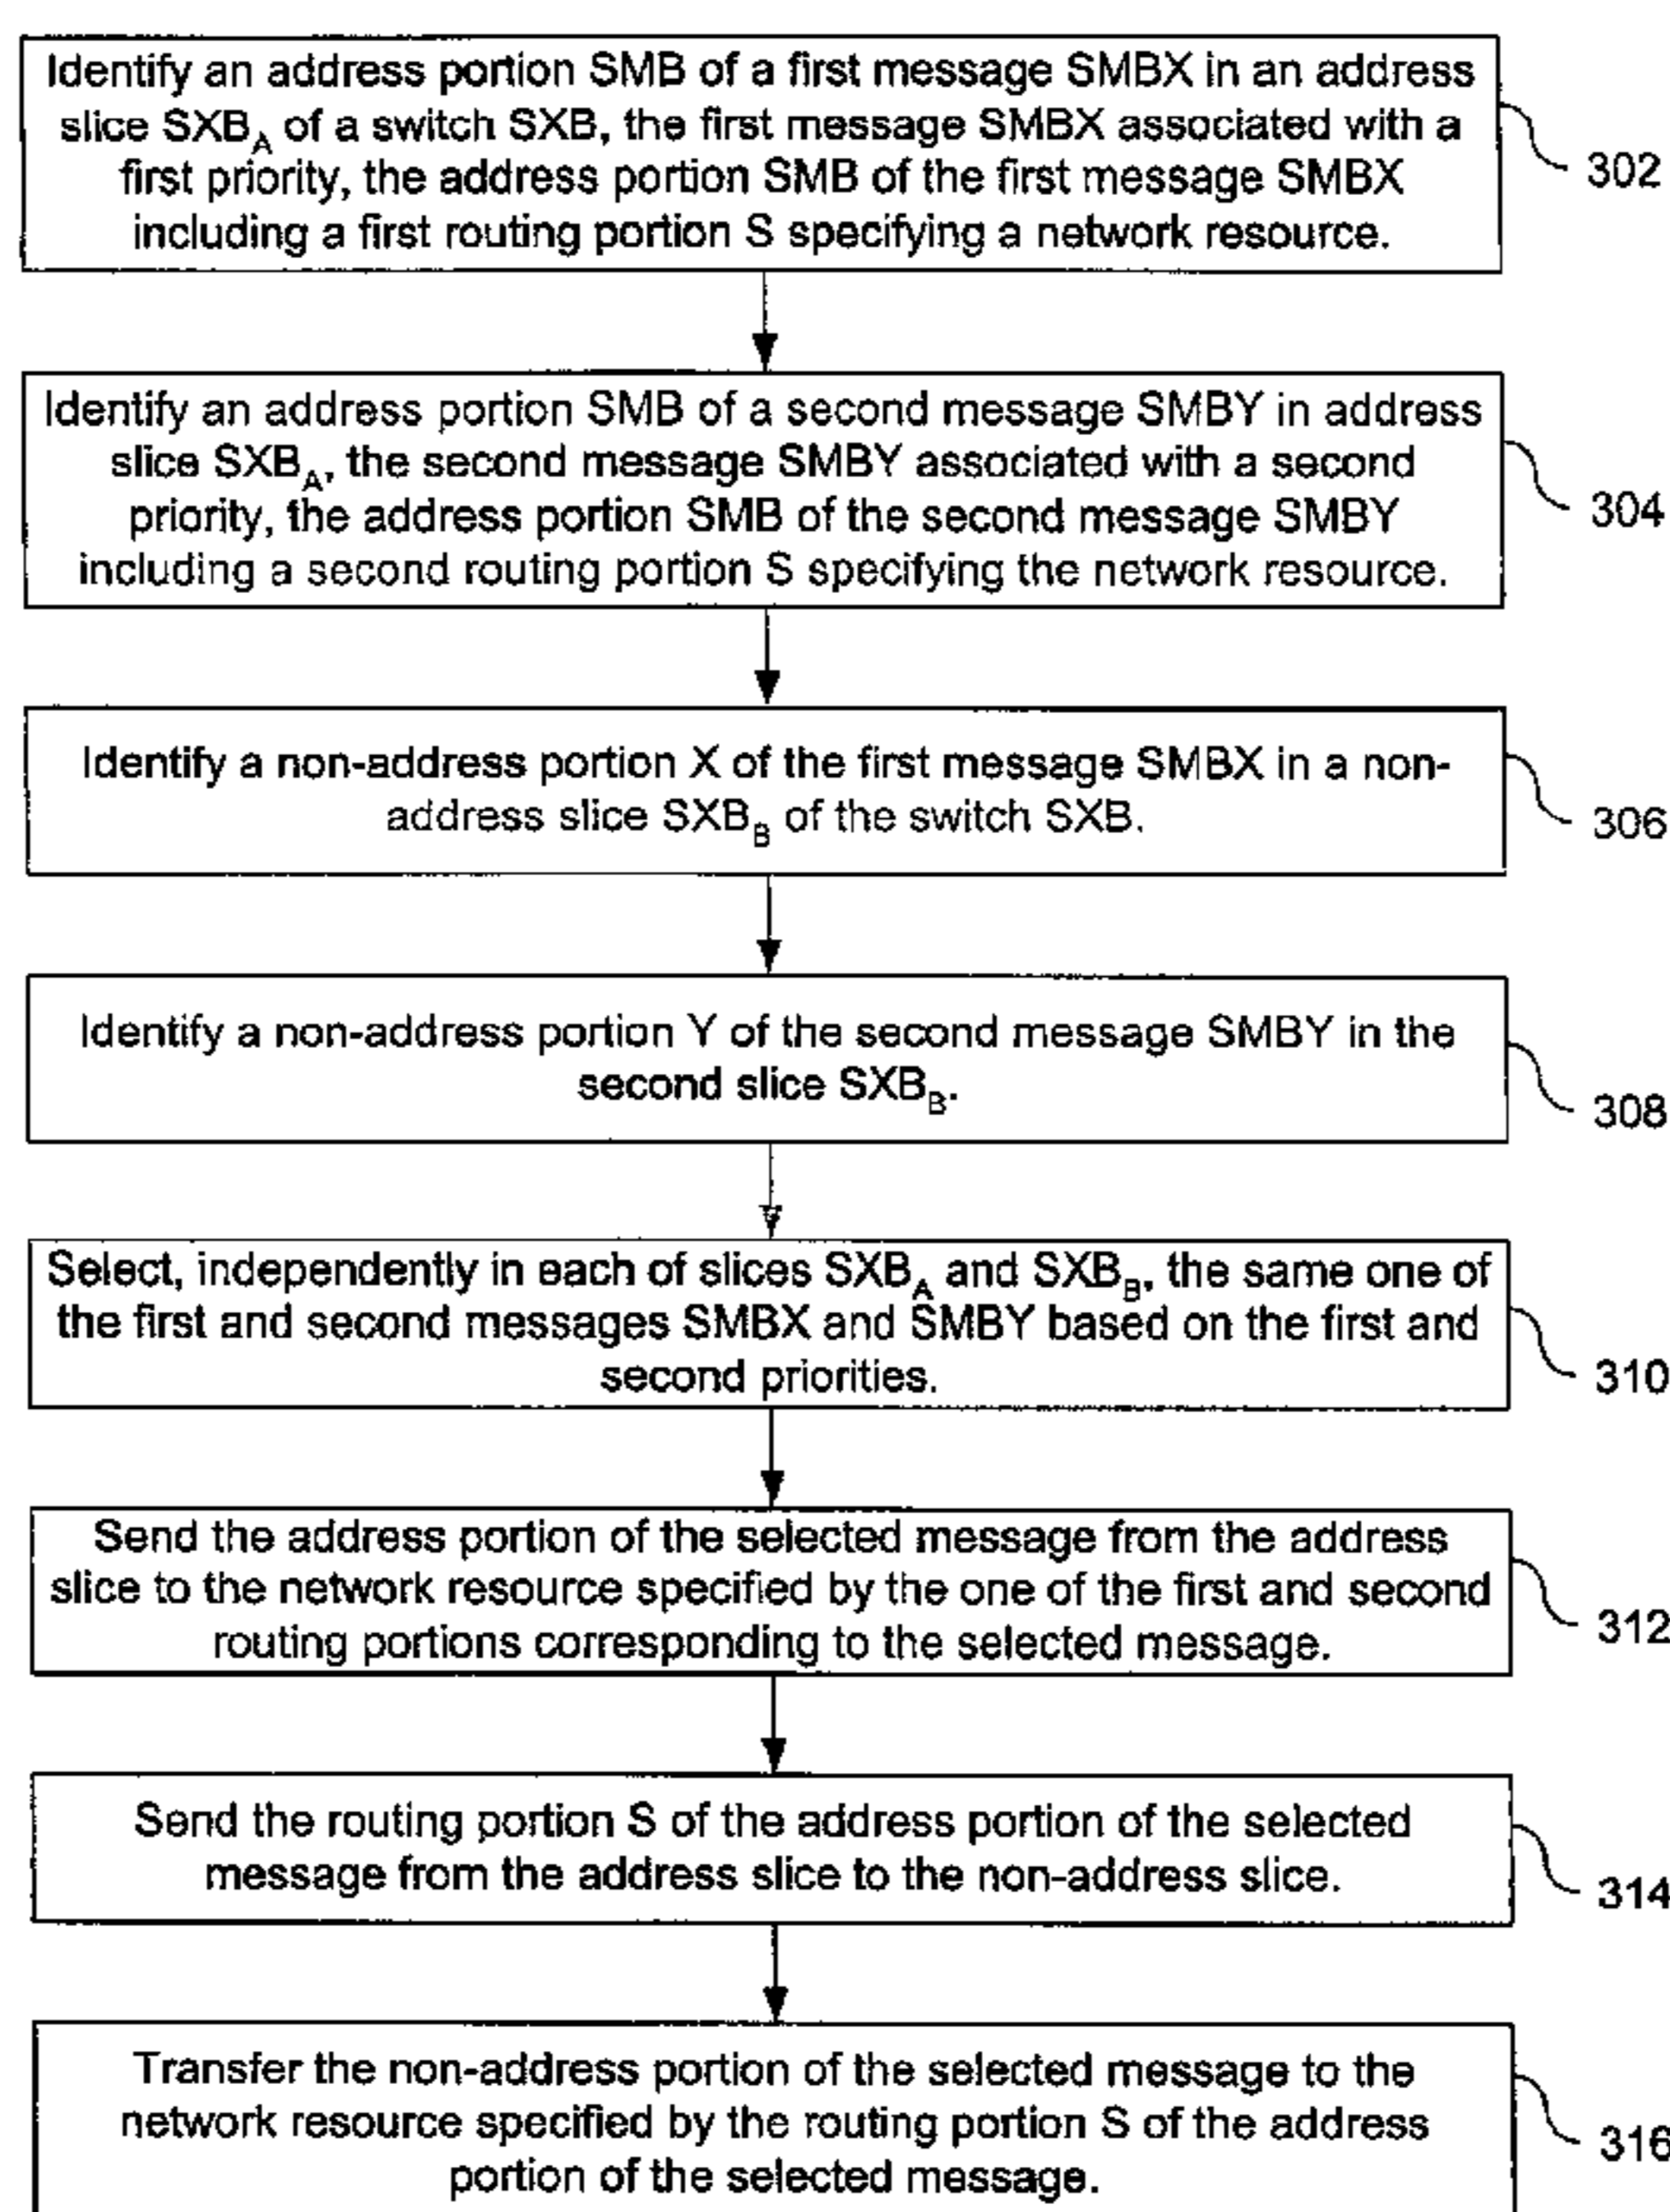 Identify an address portion SMB of a first message SMBX in an address
slice SXBA of a switch SXB, the first message SMBX associated with a
first priority, the address portion SMB of the first message SMBX
including a first routing portion S specifying a network resource.
302
Identify an address portion SMB of a second message SMBY in address
slice SXBA, the second message SMBY associated with a second
priority, the address portion SMB of the second message SMBY
including a second routing portion S specifying the network resource.
304
Identify a non-address portion X of the first message SMBX in a non-
address slice SXBB of the switch SXB.
306
Identify a non-address portion Y of the second message SMBY in the
second slice SXBB.
308
Select, independently in each of slices SXBA and SXBB, the same one of
the first and second messages SMBX and SMBY based on the first and
second priorities.
310
Send the address portion of the selected message from the address
slice to the network resource specified by the one of the first and second
routing portions corresponding to the selected message.
312
Send the routing portion S of the address portion of the selected
message from the address slice to the non-address slice.
314
Transfer the non-address portion of the selected message to the
network resource specified by the routing portion S of the address
portion of the selected message.
316